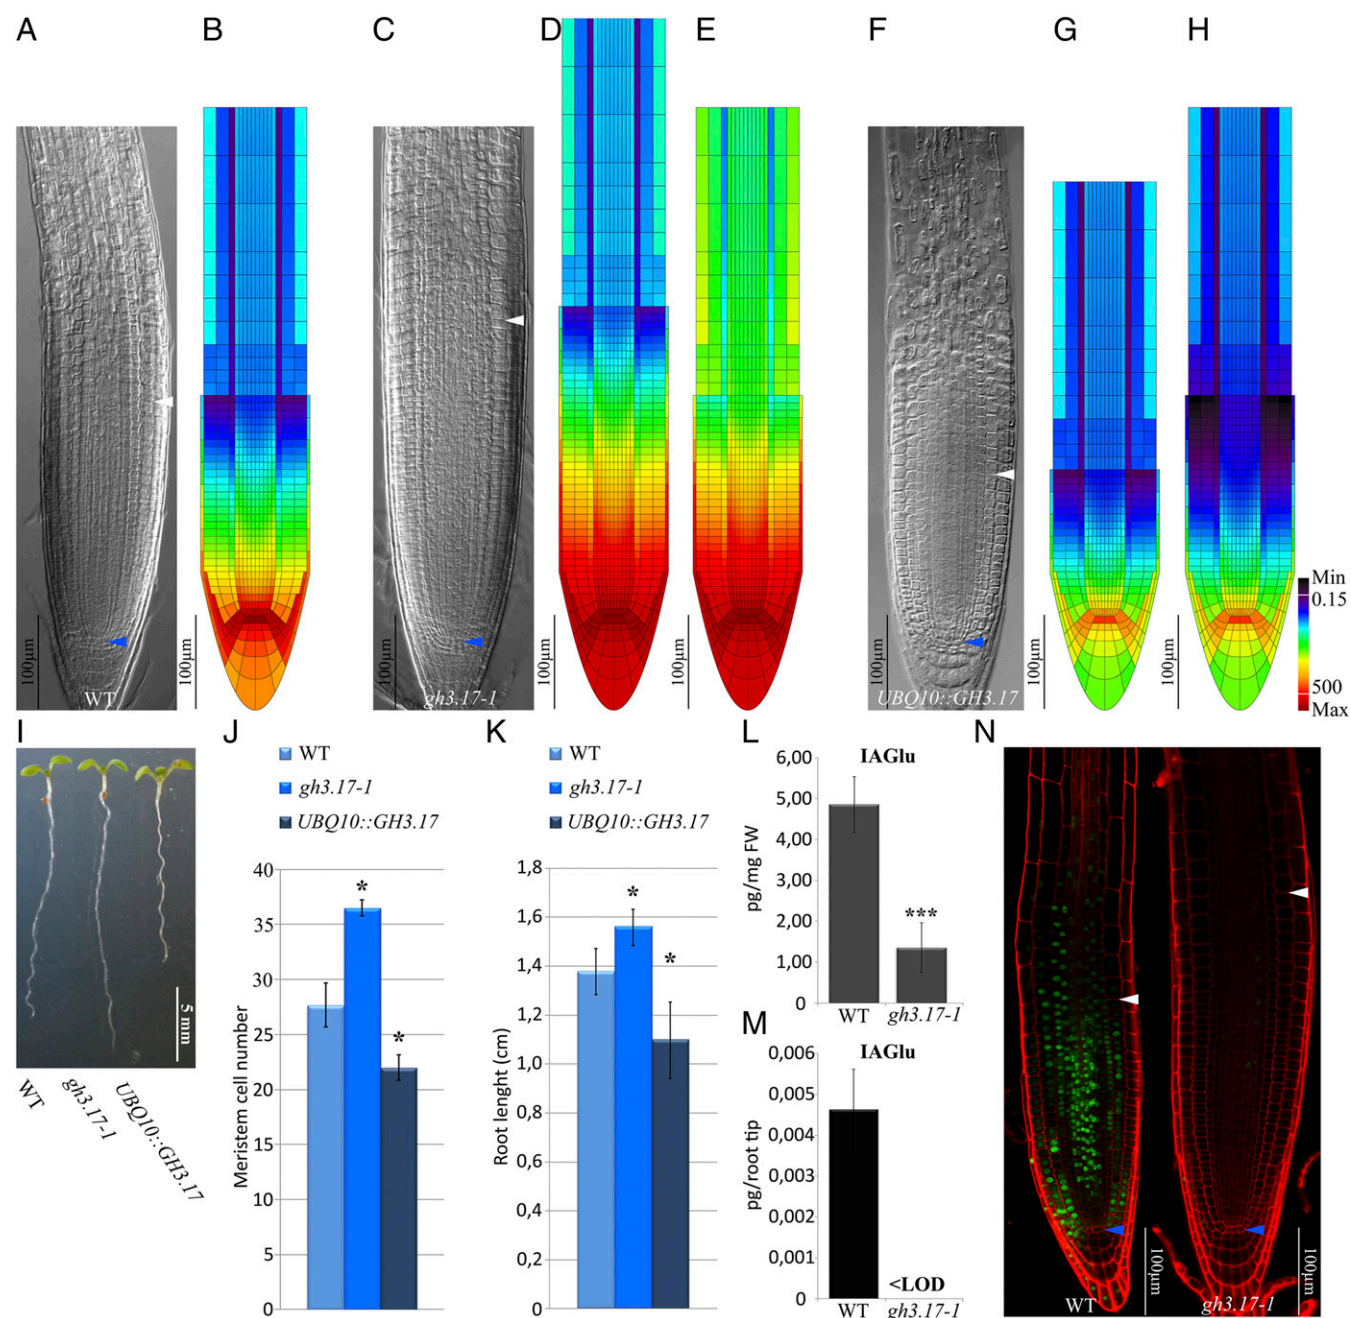 A
B
C
D
E
F
G
H
100µm
WT
100µm
100µm
gh3.17-1
100µm
100µm
UBQ10::GH3.17
100µm
100µm
Min
0.15
500
Max
I
WT
gh3.17-1
UBQ10::GH3.17
5 mm
J
WT
gh3.17-1
UBQ10::GH3.17
Meristem cell number
40
35
30
25
20
15
10
5
0
*
*
K
WT
gh3.17-1
UBQ10::GH3.17
Root lenght (cm)
1,8
1,6
1,4
1,2
1,0
0,8
0,6
0,4
0,2
0
*
*
L
IAGlu
pg/mg FW
6,00
5,00
4,00
3,00
2,00
1,00
0
***
WT
gh3.17-1
M
IAGlu
pg/root tip
0,006
0,005
0,004
0,003
0,002
0,001
0
<LOD
WT
gh3.17-1
N
WT
100µm
gh3.17-1
100µm